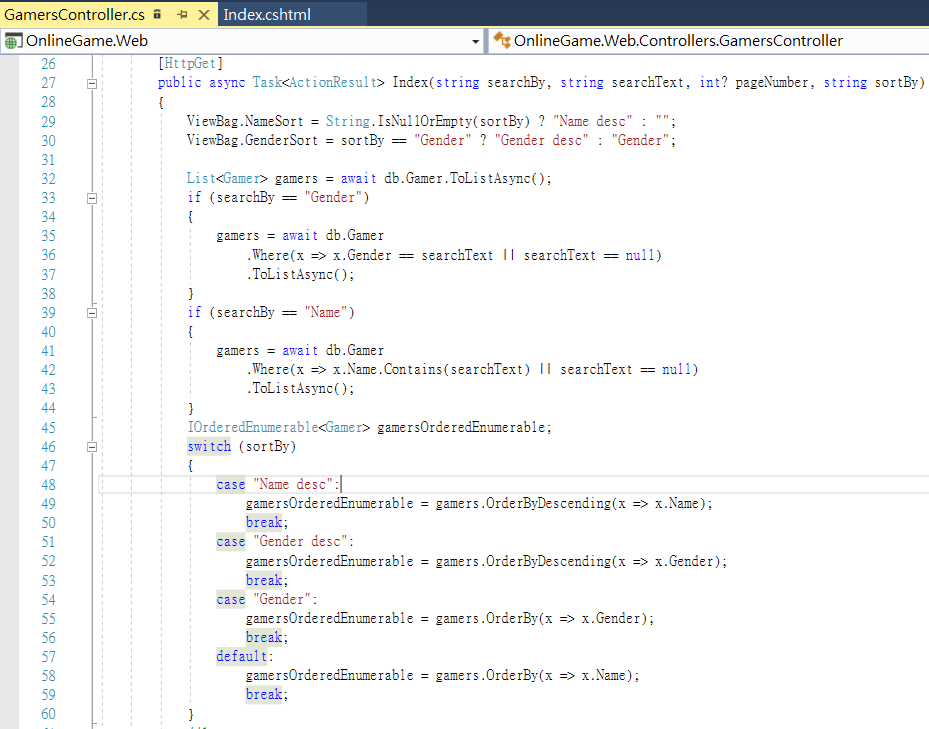 GamersController.cs
Index.cshtml
OnlineGame.Web
OnlineGame.Web.Controllers.GamersController
26 [HttpGet]
27 public async Task<ActionResult> Index(string searchBy, string searchText, int? pageNumber, string sortBy)
28 {
29 ViewBag.NameSort = String.IsNullOrEmpty(sortBy) ? "Name desc" : "";
30 ViewBag.GenderSort = sortBy == "Gender" ? "Gender desc" : "Gender";
31
32 List<Gamer> gamers = await db.Gamer.ToListAsync();
33 if (searchBy == "Gender")
34 {
35 gamers = await db.Gamer
36 .Where(x => x.Gender == searchText || searchText == null)
37 .ToListAsync();
38 }
39 if (searchBy == "Name")
40 {
41 gamers = await db.Gamer
42 .Where(x => x.Name.Contains(searchText) || searchText == null)
43 .ToListAsync();
44 }
45 IOrderedEnumerable<Gamer> gamersOrderedEnumerable;
46 switch (sortBy)
47 {
48 case "Name desc":
49 gamersOrderedEnumerable = gamers.OrderByDescending(x => x.Name);
50 break;
51 case "Gender desc":
52 gamersOrderedEnumerable = gamers.OrderByDescending(x => x.Gender);
53 break;
54 case "Gender":
55 gamersOrderedEnumerable = gamers.OrderBy(x => x.Gender);
56 break;
57 default:
58 gamersOrderedEnumerable = gamers.OrderBy(x => x.Name);
59 break;
60 }